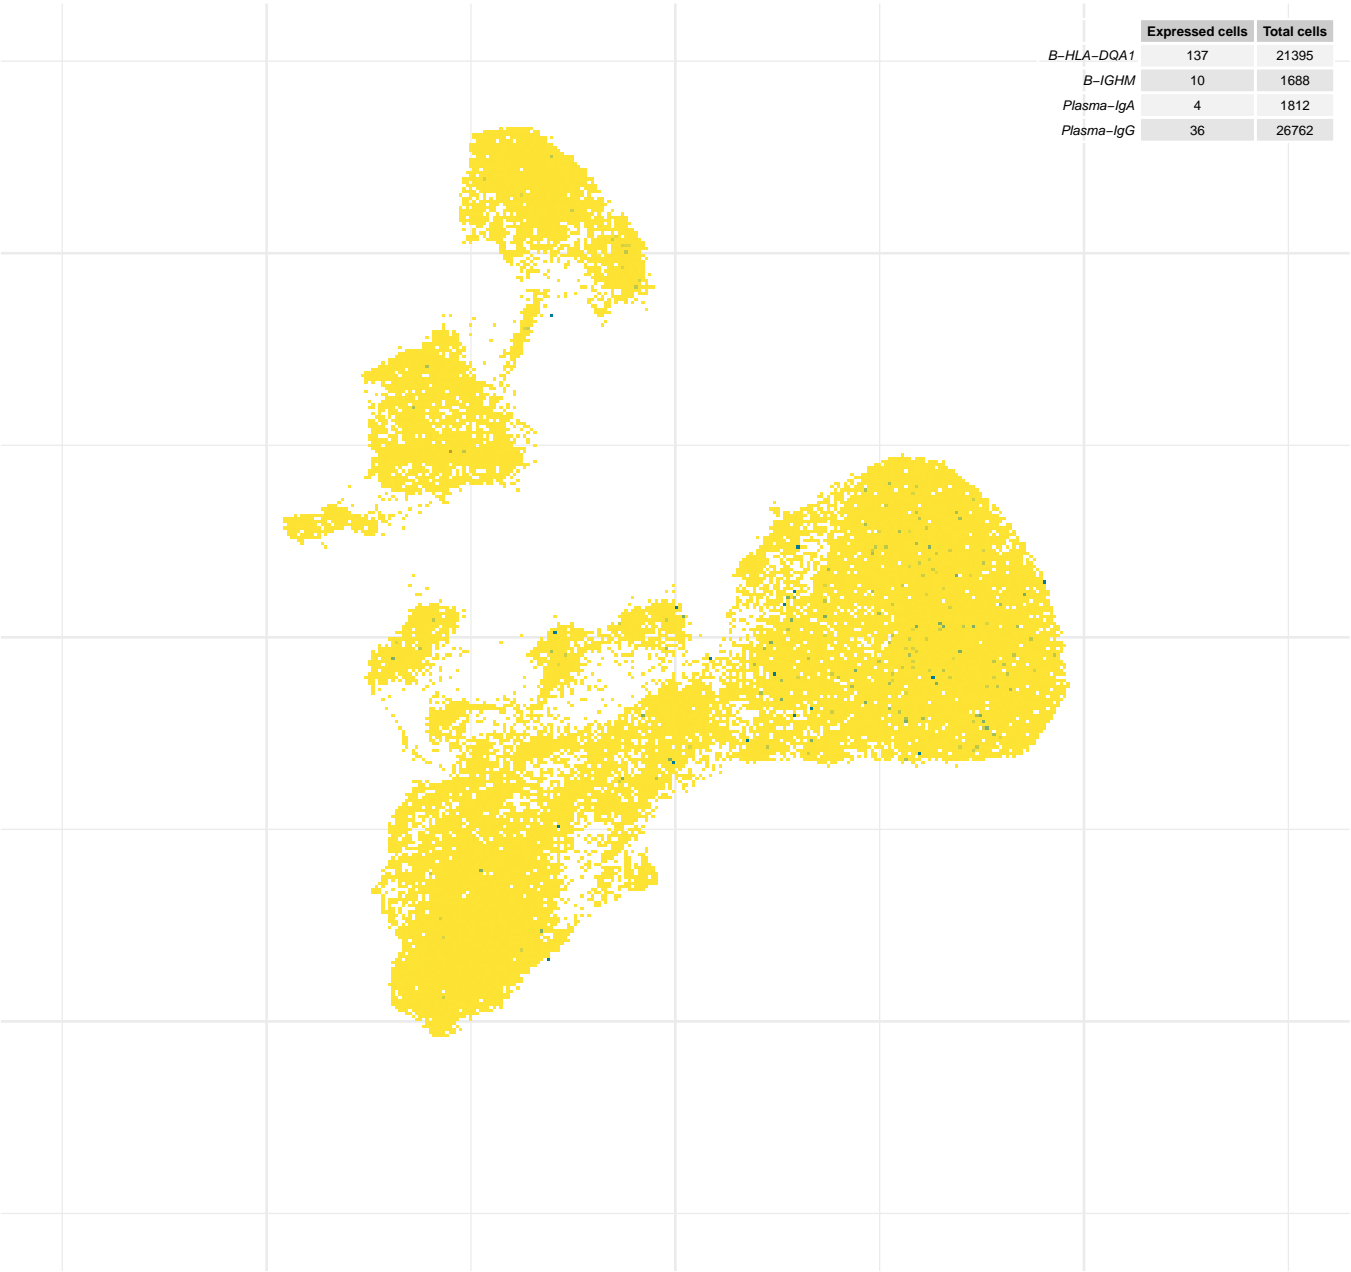 Expressed cells Total cells
B−HLA−DQA1 137 21395
B−IGHM 10 1688
Plasma−IgA 4 1812
Plasma−IgG 36 26762